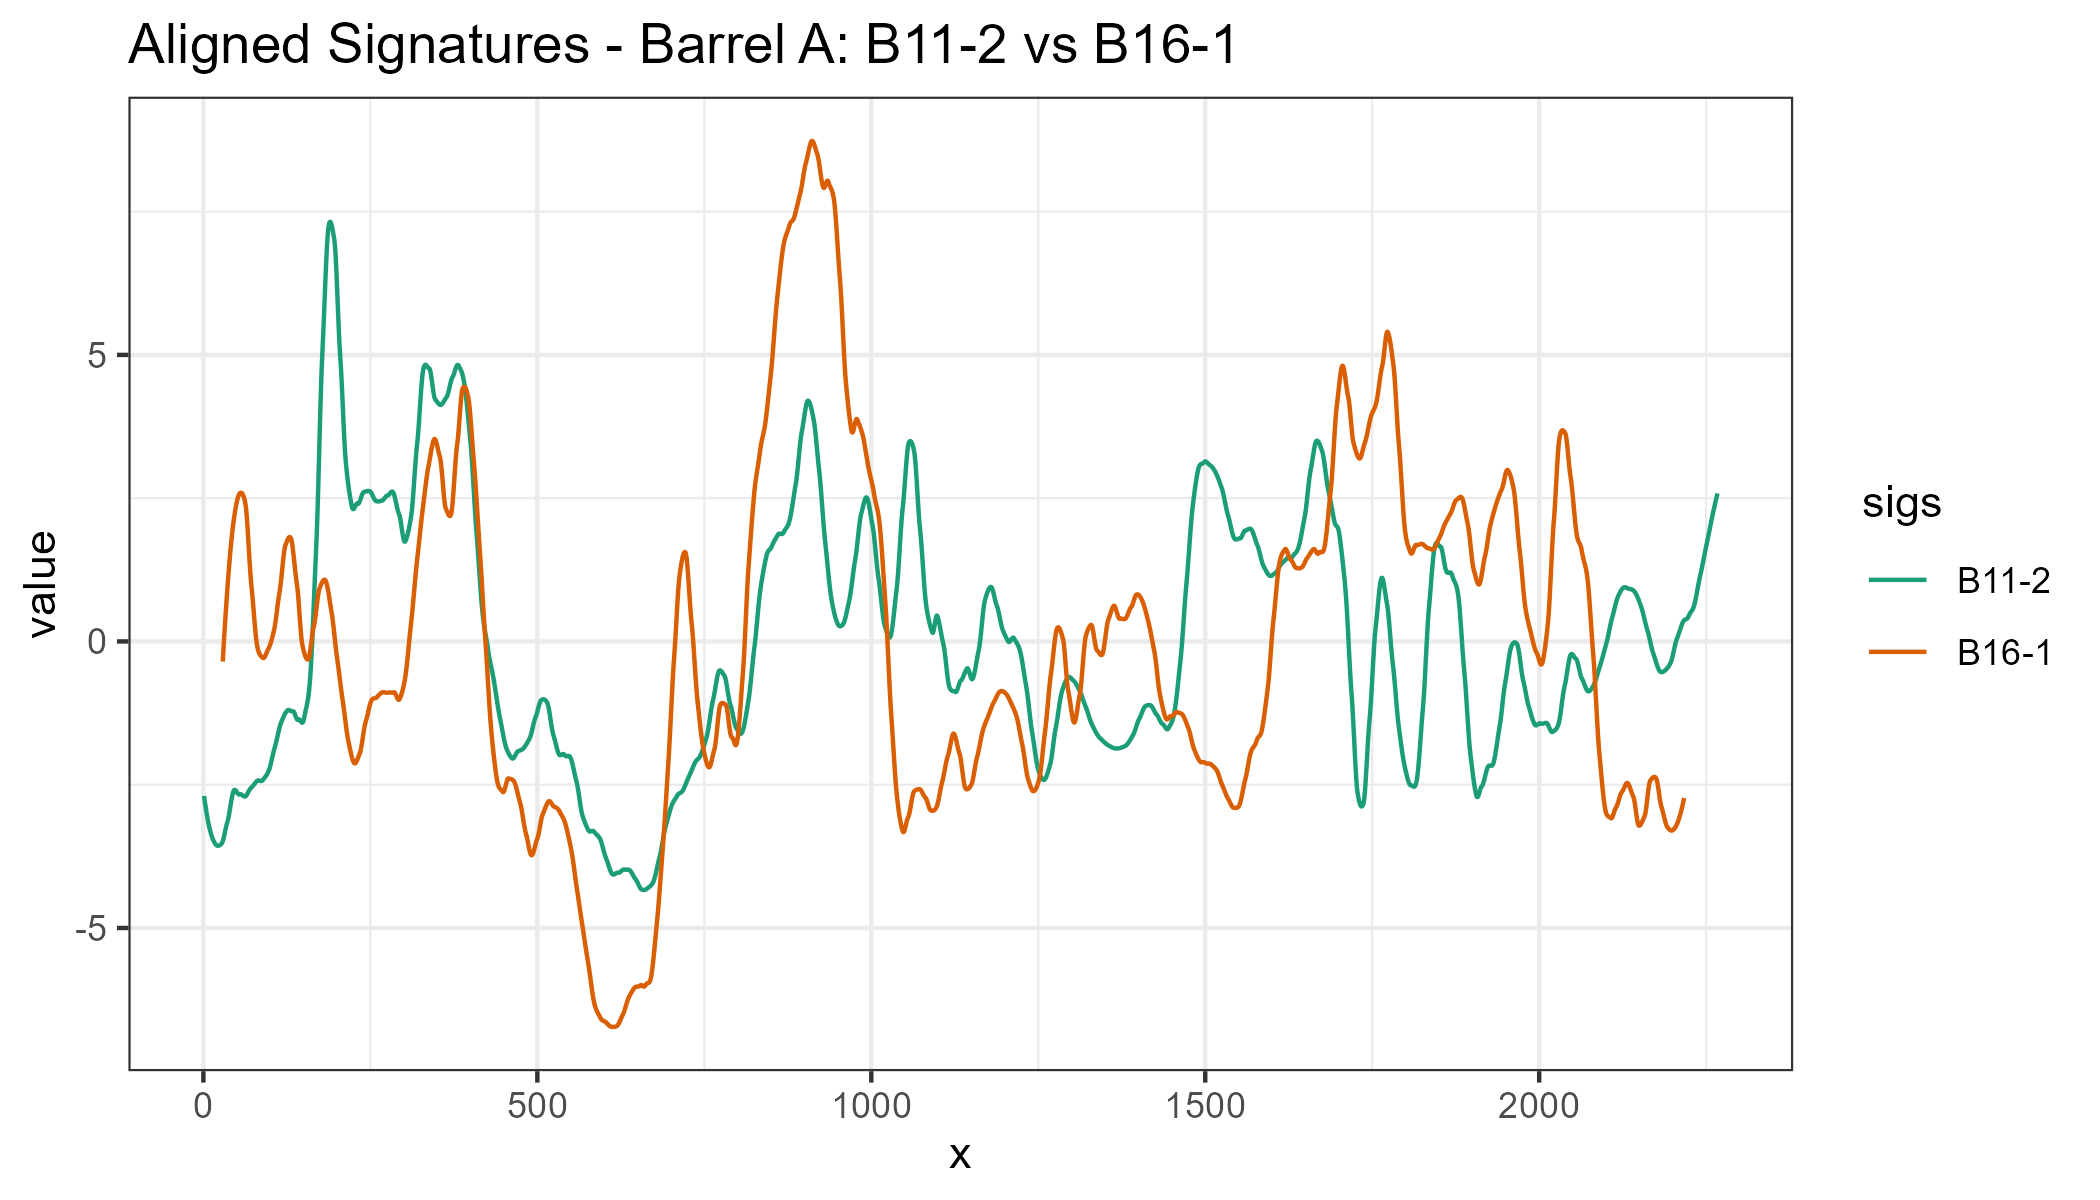 Aligned Signatures - Barrel A: B11-2 vs B16-1
value
5
0
-5
0
500
1000
1500
2000
x
sigs
B11-2
B16-1